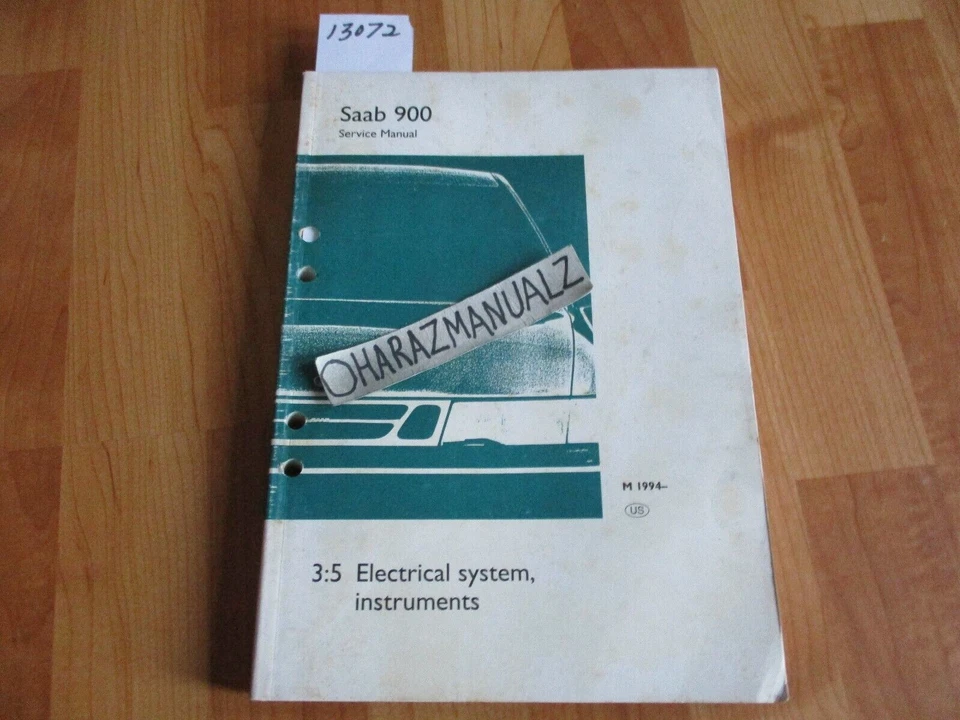 13072
Saab 900
Service Manual
OHARAZMANUALZ
M 1994–
US
3:5 Electrical system,
instruments